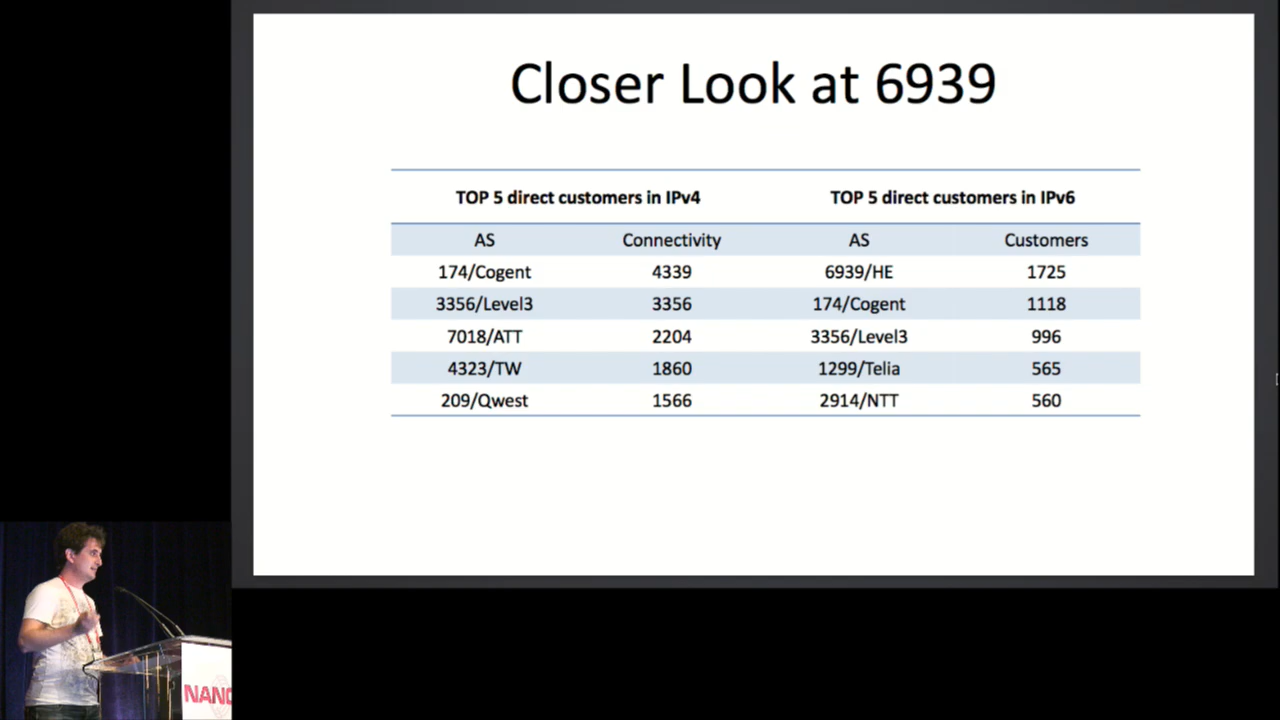 Closer Look at 6939
TOP 5 direct customers in IPv4 TOP 5 direct customers in IPv6
AS Connectivity AS Customers
174/Cogent 4339 6939/HE 1725
3356/Level3 3356 174/Cogent 1118
7018/ATT 2204 3356/Level3 996
4323/TW 1860 1299/Telia 565
209/Qwest 1566 2914/NTT 560
NANO